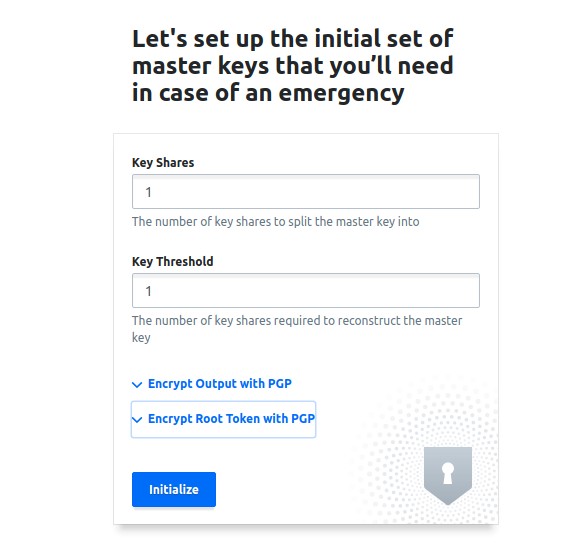 Let's set up the initial set of
master keys that you’ll need
in case of an emergency
Key Shares
1
The number of key shares to split the master key into
Key Threshold
1
The number of key shares required to reconstruct the master
key
Encrypt Output with PGP
Encrypt Root Token with PGP
Initialize